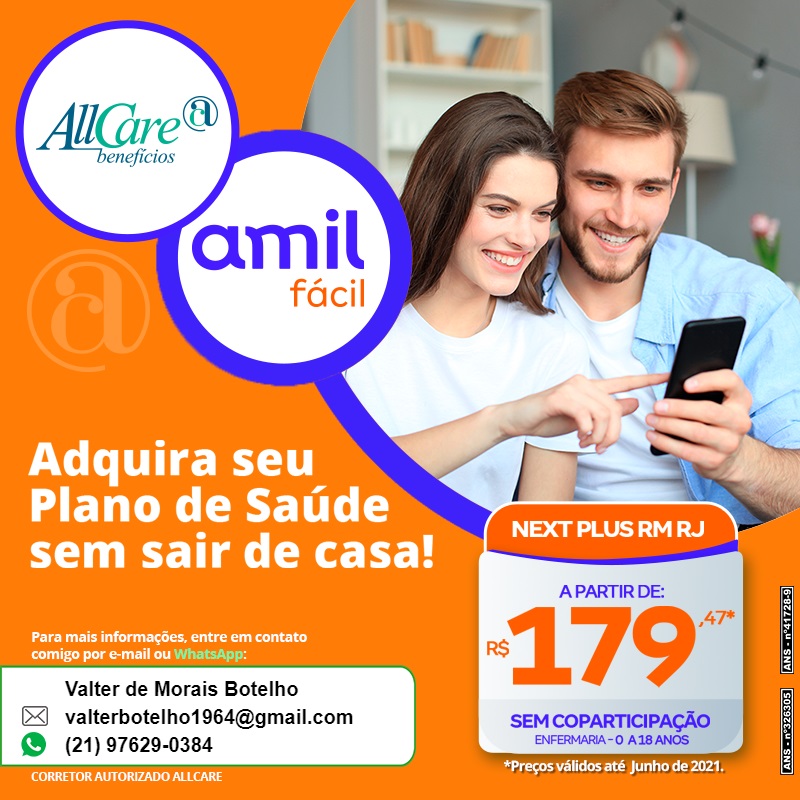 AllCare
benefícios
amil
fácil
Adquira seu
Plano de Saúde
sem sair de casa!
Para mais informações, entre em contato
comigo por e-mail ou WhatsApp:
Valter de Morais Botelho
valterbotelho1964@gmail.com
(21) 97629-0384
CORRETOR AUTORIZADO ALLCARE
NEXT PLUS RM RJ
A PARTIR DE:
R$179,47*
SEM COPARTICIPAÇÃO
ENFERMARIA - 0 A 18 ANOS
*Preços válidos até Junho de 2021.
ANS - nº41728-9
ANS - nº326305